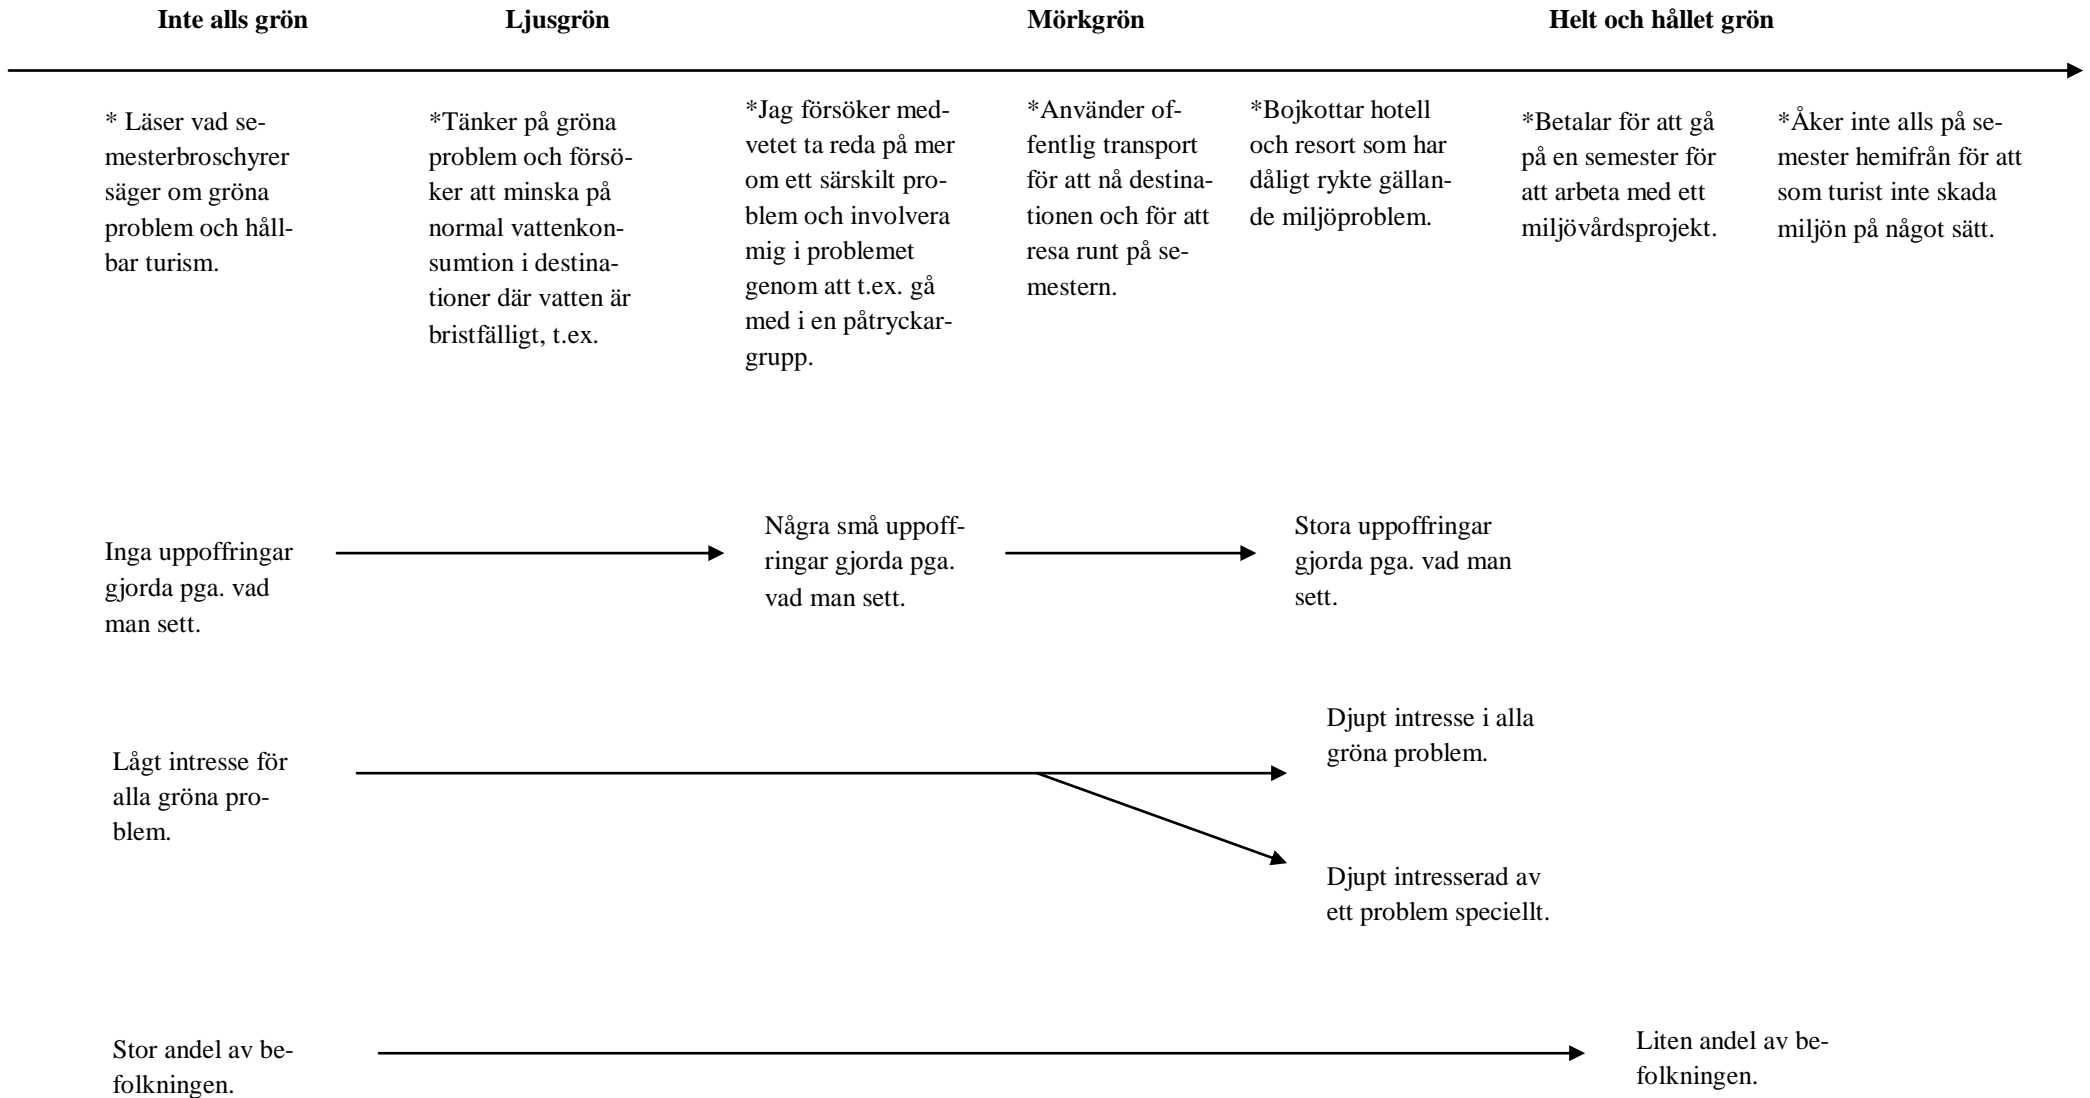 Inte alls grön
Ljusgrön
Mörkgrön
Helt och hållet grön
* Läser vad se-
mesterbroschyrer
säger om gröna
problem och håll-
bar turism.
*Tänker på gröna
problem och försö-
ker att minska på
normal vattenkon-
sumtion i destina-
tioner där vatten är
bristfälligt, t.ex.
*Jag försöker med-
vetet ta reda på mer
om ett särskilt pro-
blem och involvera
mig i problemet
genom att t.ex. gå
med i en påtryckar-
grupp.
*Använder of-
fentlig transport
för att nå destina-
tionen och för att
resa runt på se-
mestern.
*Bojkottar hotell
och resort som har
dåligt rykte gällan-
de miljöproblem.
*Betalar för att gå
på en semester för
att arbeta med ett
miljövårdsprojekt.
*Åker inte alls på se-
mester hemifrån för att
som turist inte skada
miljön på något sätt.
Inga uppoffringar
gjorda pga. vad
man sett.
Några små uppoff-
ringar gjorda pga.
vad man sett.
Stora uppoffringar
gjorda pga. vad man
sett.
Lågt intresse för
alla gröna pro-
blem.
Djupt intresse i alla
gröna problem.
Djupt intresserad av
ett problem speciellt.
Stor andel av be-
folkningen.
Liten andel av be-
folkningen.